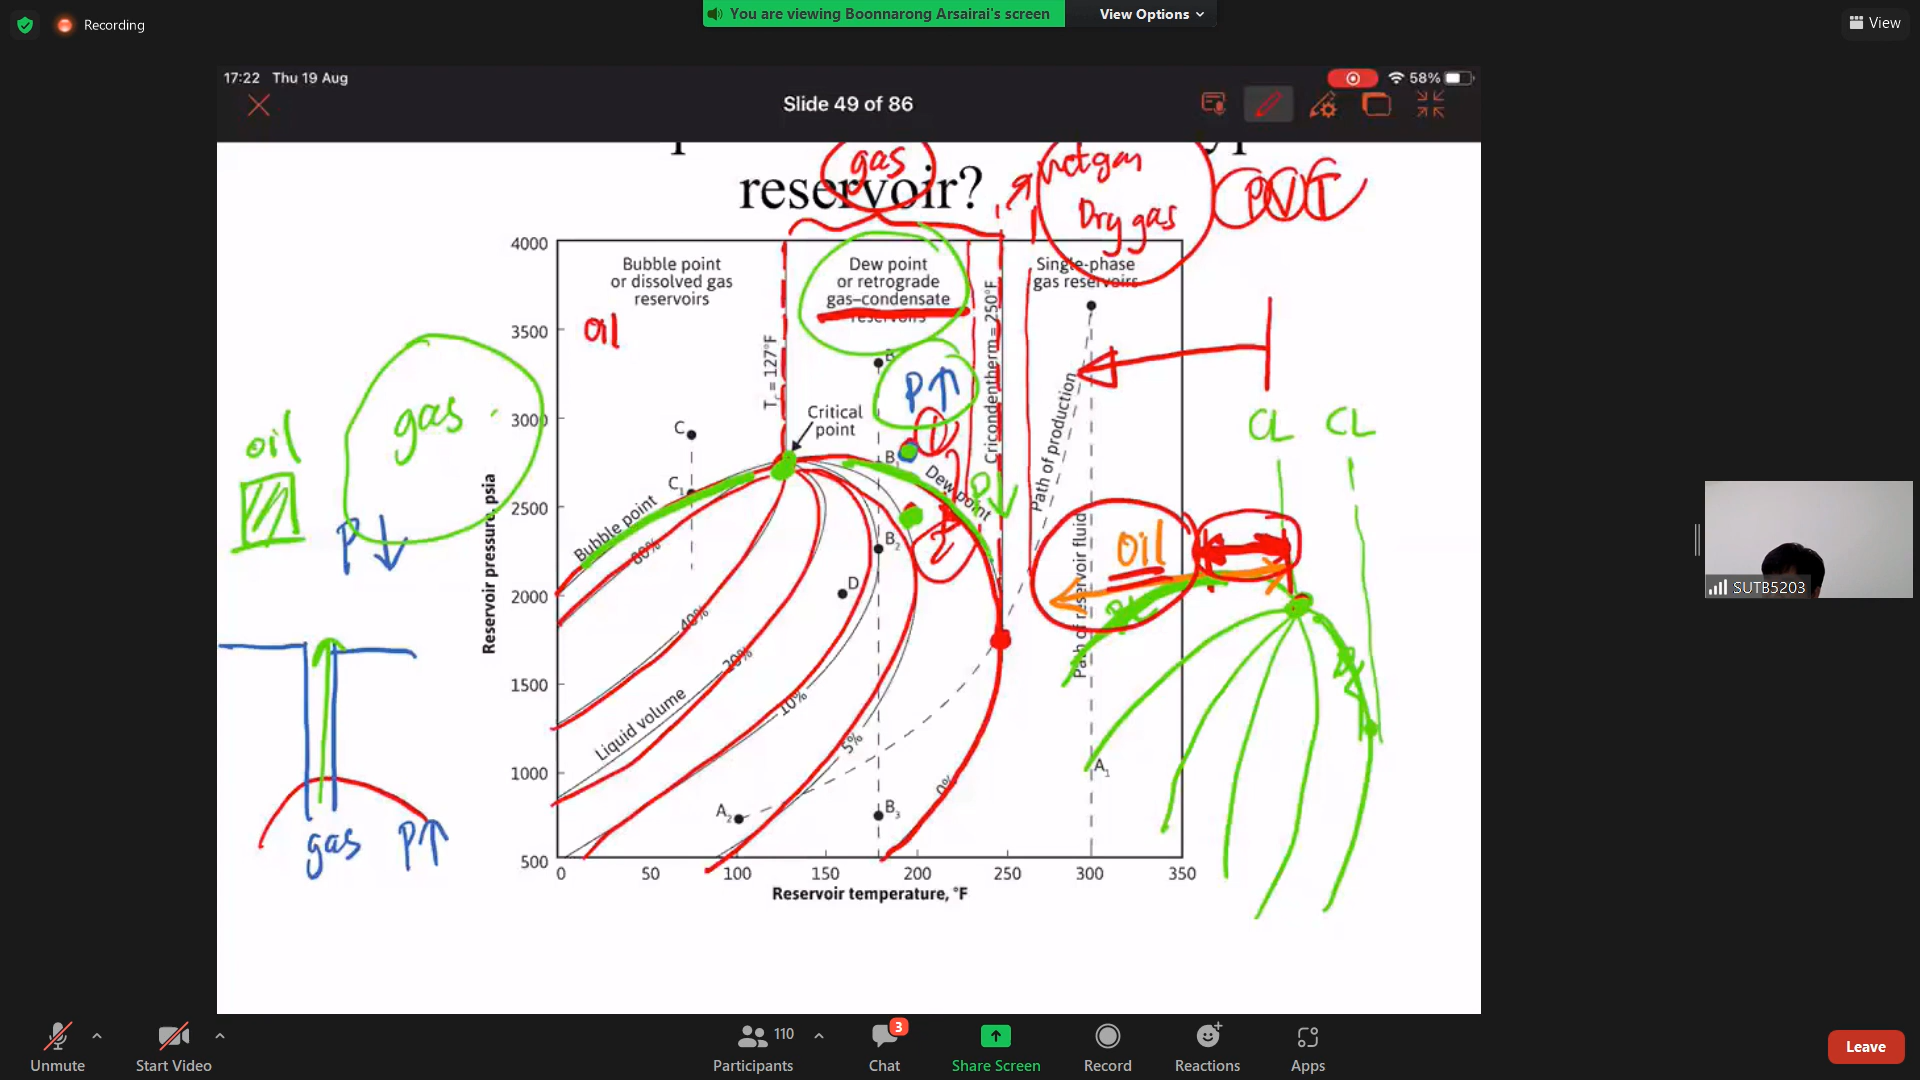 Recording
You are viewing Boonnarong Arsairai's screen
View Options
View
17:22 Thu 19 Aug
58%
Slide 49 of 86
reservoir?
gas
Wet gas
Dry gas
PVT
4000
3500
3000
2500
2000
1500
1000
500
Reservoir pressure, psia
0
50
100
150
200
250
300
350
Reservoir temperature, °F
Bubble point
or dissolved gas
reservoirs
oil
Dew point
or retrograde
gas–condensate
reservoirs
Single-phase
gas reservoirs
Tc = 127°F
Cricondentherm = 250°F
Critical
point
P↑
1
2
P↓
B
B1
B2
B3
C
C1
D
A1
A2
Bubble point
Dew point
80%
40%
20%
10%
5%
0%
Liquid volume
Path of production
Path of reservoir fluid
oil
CL
CL
oil
gas
P↓
gas P↑
SUTB5203
Unmute
Start Video
110
Participants
3
Chat
Share Screen
Record
Reactions
Apps
Leave